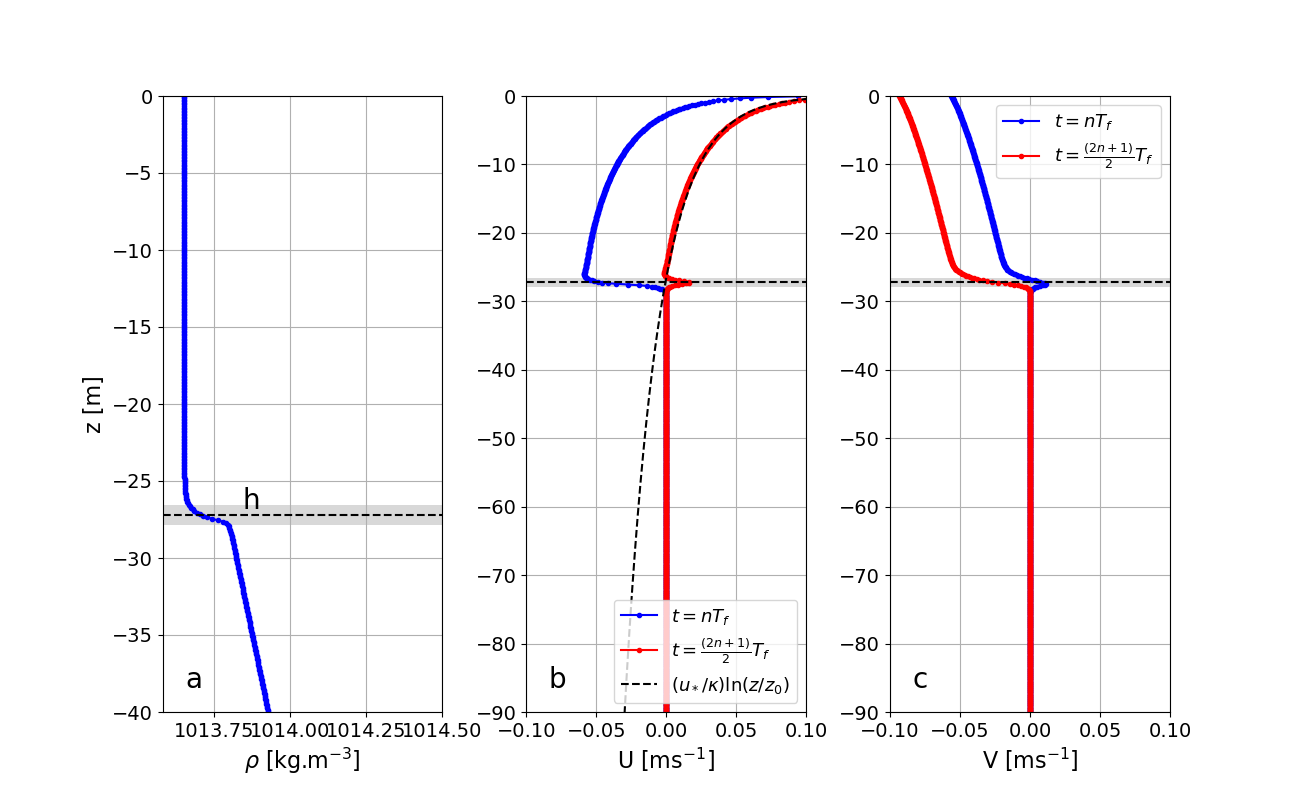 0
−5
−10
−15
−20
−25
−30
−35
−40
z [m]
h
a
1013.75 1014.00 1014.25 1014.50
ρ [kg.m⁻³]
0
−10
−20
−30
−40
−50
−60
−70
−80
−90
t = nT_f
t = (2n+1)/2 T_f
(u_*/κ)ln(z/z_0)
b
−0.10 −0.05 0.00 0.05 0.10
U [ms⁻¹]
0
−10
−20
−30
−40
−50
−60
−70
−80
−90
t = nT_f
t = (2n+1)/2 T_f
c
−0.10 −0.05 0.00 0.05 0.10
V [ms⁻¹]